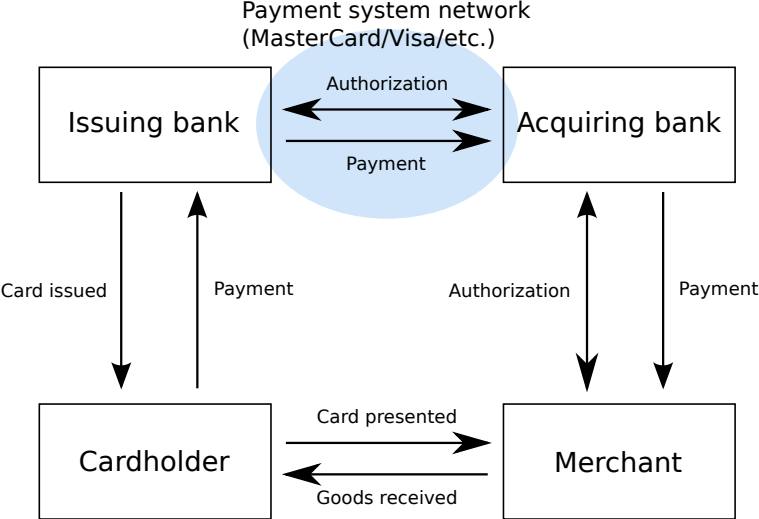 Payment system network
(MasterCard/Visa/etc.)
Authorization
Issuing bank
Acquiring bank
Payment
Card issued
Payment
Authorization
Payment
Card presented
Cardholder
Merchant
Goods received